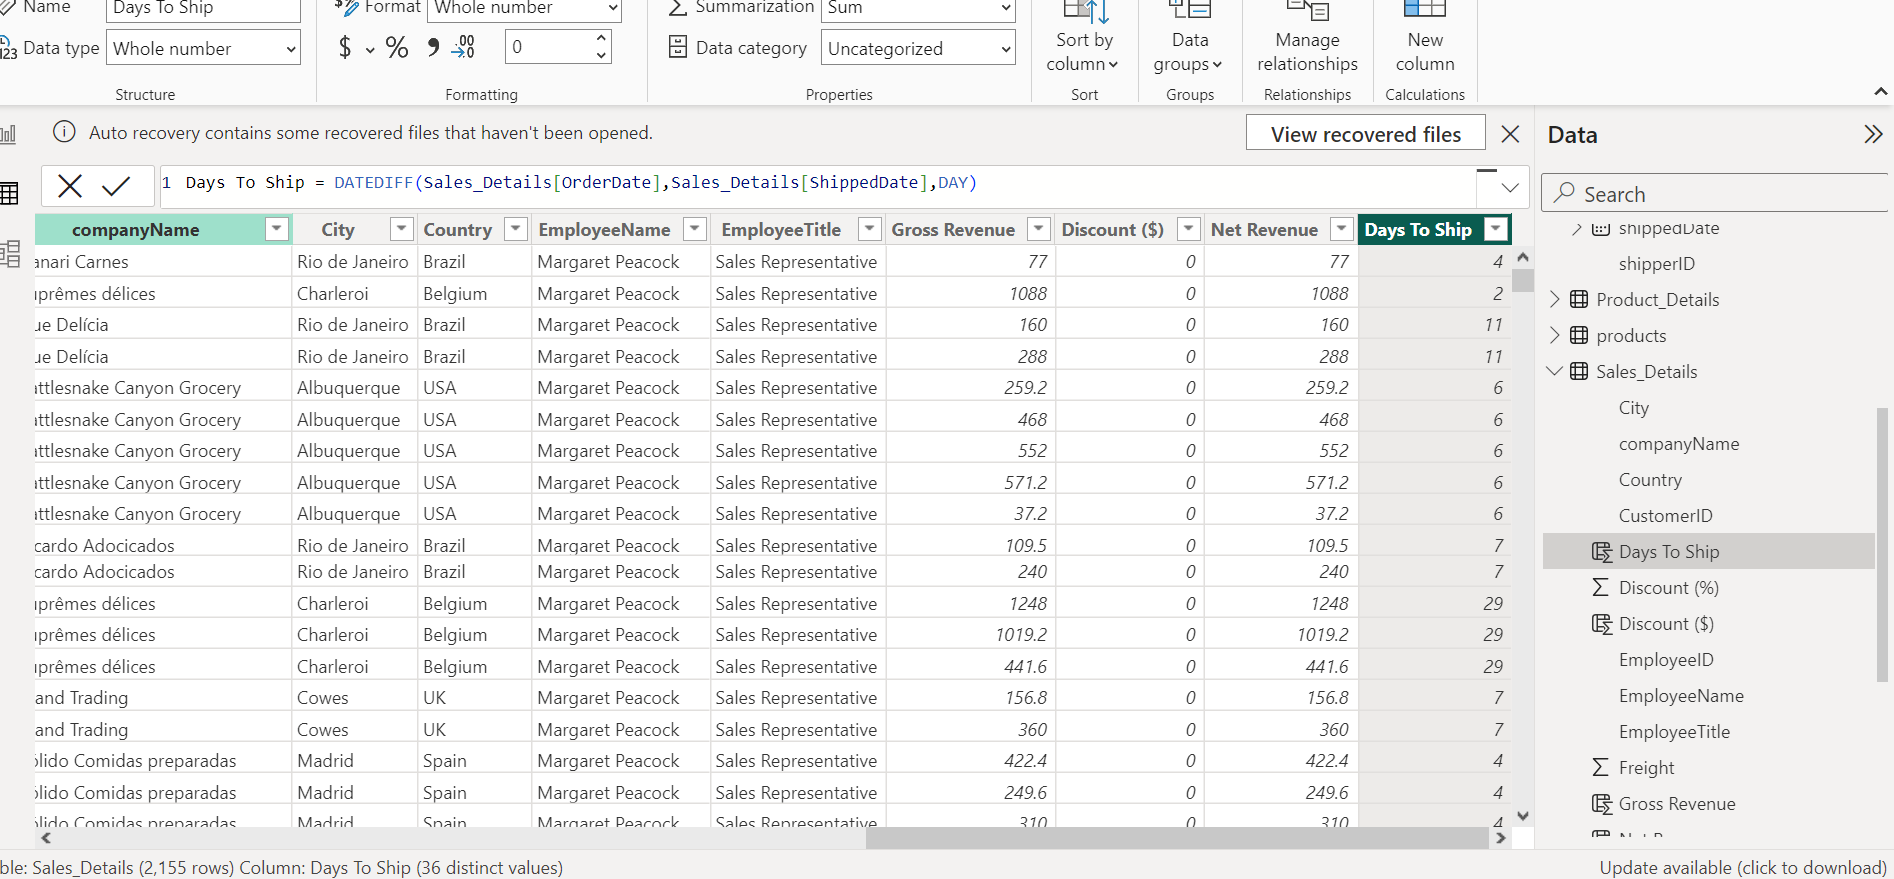 Name Days To Ship Format Whole number Summarization Sum
Data type Whole number $ % 0 Data category Uncategorized
Sort by column Data groups Manage relationships New column
Structure Formatting Properties Sort Groups Relationships Calculations
Auto recovery contains some recovered files that haven't been opened. View recovered files
Data
1 Days To Ship = DATEDIFF(Sales_Details[OrderDate],Sales_Details[ShippedDate],DAY)
Search
companyName City Country EmployeeName EmployeeTitle Gross Revenue Discount ($) Net Revenue Days To Ship
anari Carnes Rio de Janeiro Brazil Margaret Peacock Sales Representative 77 0 77 4
uprêmes délices Charleroi Belgium Margaret Peacock Sales Representative 1088 0 1088 2
ue Delícia Rio de Janeiro Brazil Margaret Peacock Sales Representative 160 0 160 11
ue Delícia Rio de Janeiro Brazil Margaret Peacock Sales Representative 288 0 288 11
attlesnake Canyon Grocery Albuquerque USA Margaret Peacock Sales Representative 259.2 0 259.2 6
attlesnake Canyon Grocery Albuquerque USA Margaret Peacock Sales Representative 468 0 468 6
attlesnake Canyon Grocery Albuquerque USA Margaret Peacock Sales Representative 552 0 552 6
attlesnake Canyon Grocery Albuquerque USA Margaret Peacock Sales Representative 571.2 0 571.2 6
attlesnake Canyon Grocery Albuquerque USA Margaret Peacock Sales Representative 37.2 0 37.2 6
cardo Adocicados Rio de Janeiro Brazil Margaret Peacock Sales Representative 109.5 0 109.5 7
cardo Adocicados Rio de Janeiro Brazil Margaret Peacock Sales Representative 240 0 240 7
uprêmes délices Charleroi Belgium Margaret Peacock Sales Representative 1248 0 1248 29
uprêmes délices Charleroi Belgium Margaret Peacock Sales Representative 1019.2 0 1019.2 29
uprêmes délices Charleroi Belgium Margaret Peacock Sales Representative 441.6 0 441.6 29
and Trading Cowes UK Margaret Peacock Sales Representative 156.8 0 156.8 7
and Trading Cowes UK Margaret Peacock Sales Representative 360 0 360 7
ólido Comidas preparadas Madrid Spain Margaret Peacock Sales Representative 422.4 0 422.4 4
ólido Comidas preparadas Madrid Spain Margaret Peacock Sales Representative 249.6 0 249.6 4
ólido Comidas preparadas Madrid Spain Margaret Peacock Sales Representative 310 0 310 4
shippedDate
shipperID
Product_Details
products
Sales_Details
City
companyName
Country
CustomerID
Days To Ship
Discount (%)
Discount ($)
EmployeeID
EmployeeName
EmployeeTitle
Freight
Gross Revenue
ble: Sales_Details (2,155 rows) Column: Days To Ship (36 distinct values)
Update available (click to download)